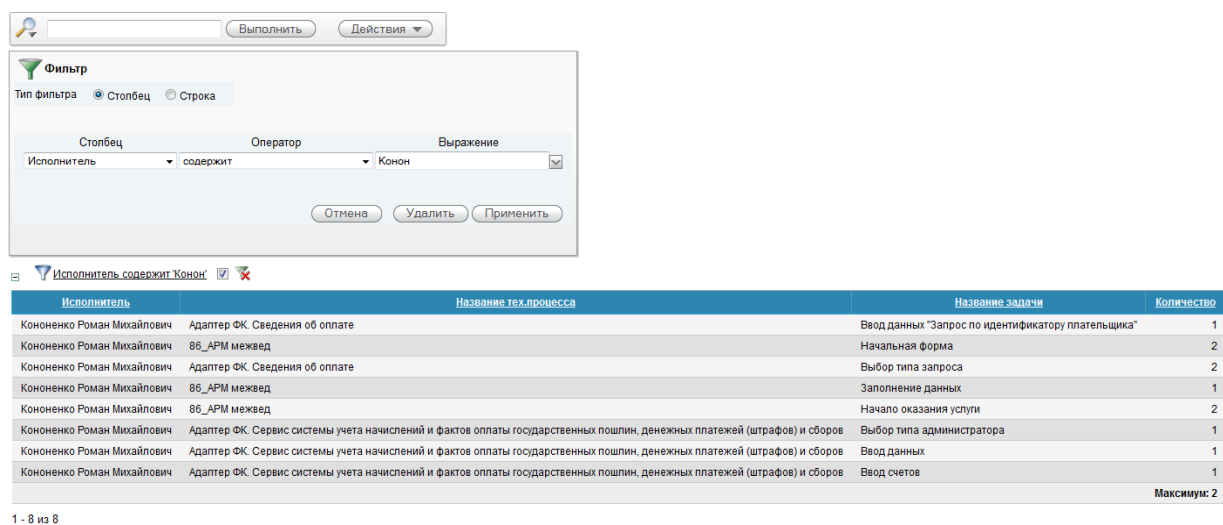 Выполнить Действия
Фильтр
Тип фильтра Столбец Строка
Столбец Оператор Выражение
Исполнитель содержит Конон
Отмена Удалить Применить
Исполнитель содержит 'Конон'
Исполнитель Название тех.процесса Название задачи Количество
Кононенко Роман Михайлович Адаптер ФК. Сведения об оплате Ввод данных "Запрос по идентификатору плательщика" 1
Кононенко Роман Михайлович 86_АРМ межвед Начальная форма 2
Кононенко Роман Михайлович Адаптер ФК. Сведения об оплате Выбор типа запроса 2
Кононенко Роман Михайлович 86_АРМ межвед Заполнение данных 1
Кононенко Роман Михайлович 86_АРМ межвед Начало оказания услуги 2
Кононенко Роман Михайлович Адаптер ФК. Сервис системы учета начислений и фактов оплаты государственных пошлин, денежных платежей (штрафов) и сборов Выбор типа администратора 1
Кононенко Роман Михайлович Адаптер ФК. Сервис системы учета начислений и фактов оплаты государственных пошлин, денежных платежей (штрафов) и сборов Ввод данных 1
Кононенко Роман Михайлович Адаптер ФК. Сервис системы учета начислений и фактов оплаты государственных пошлин, денежных платежей (штрафов) и сборов Ввод счетов 1
Максимум: 2
1 - 8 из 8